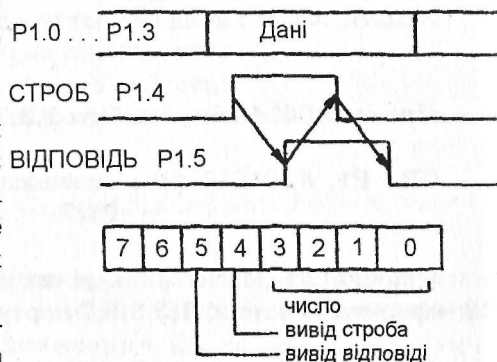 P1.0 . . . P1.3 Дані
СТРОБ P1.4
ВІДПОВІДЬ P1.5
7 6 5 4 3 2 1 0
число
вивід строба
вивід відповіді